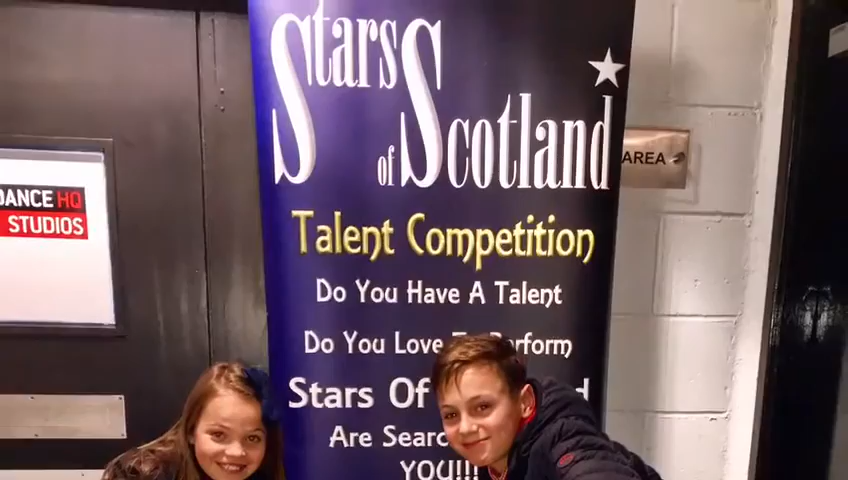 Stars of Scotland
Talent Competition
Do You Have A Talent
Do You Love To Perform
Stars Of
Are Search
YOU!!!
DANCE HQ
STUDIOS
AREA